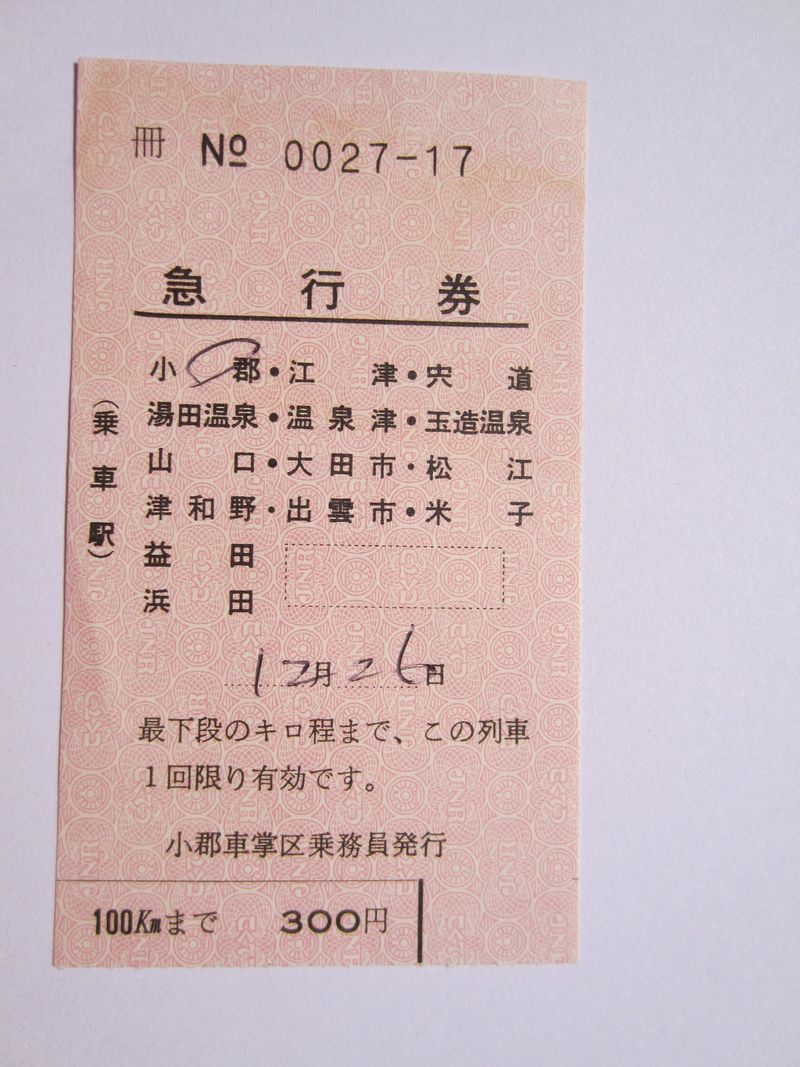 冊 No 0027-17
急行券
(乗車駅)
小郡・江津・宍道
湯田温泉・温泉津・玉造温泉
山口・大田市・松江
津和野・出雲市・米子
益田
浜田
12月26日
最下段のキロ程まで、この列車
1回限り有効です。
小郡車掌区乗務員発行
100Kmまで 300円